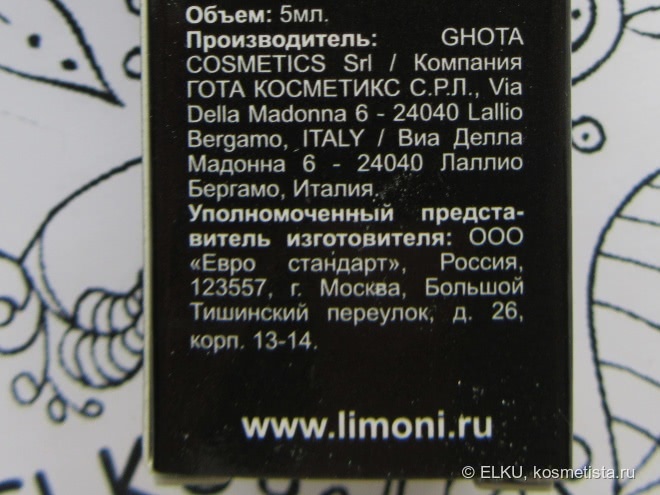 Объем: 5мл.
Производитель: GHOTA
COSMETICS Srl / Компания
ГОТА КОСМЕТИКС С.Р.Л., Via
Della Madonna 6 - 24040 Lallio
Bergamo, ITALY / Виа Делла
Мадонна 6 - 24040 Лаллио
Бергамо, Италия.
Уполномоченный предста-
витель изготовителя: ООО
«Евро стандарт», Россия,
123557, г. Москва, Большой
Тишинский переулок, д. 26,
корп. 13-14.
www.limoni.ru
© ELKU, kosmetista.ru